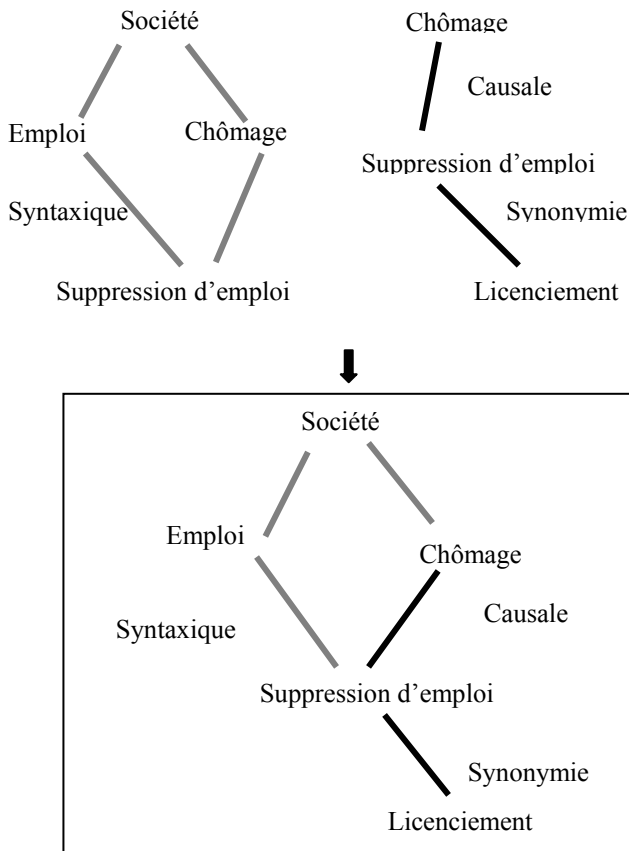 Société
Chômage
Causale
Emploi
Chômage
Suppression d’emploi
Syntaxique
Synonymie
Suppression d’emploi
Licenciement
Société
Emploi
Chômage
Syntaxique
Causale
Suppression d’emploi
Synonymie
Licenciement